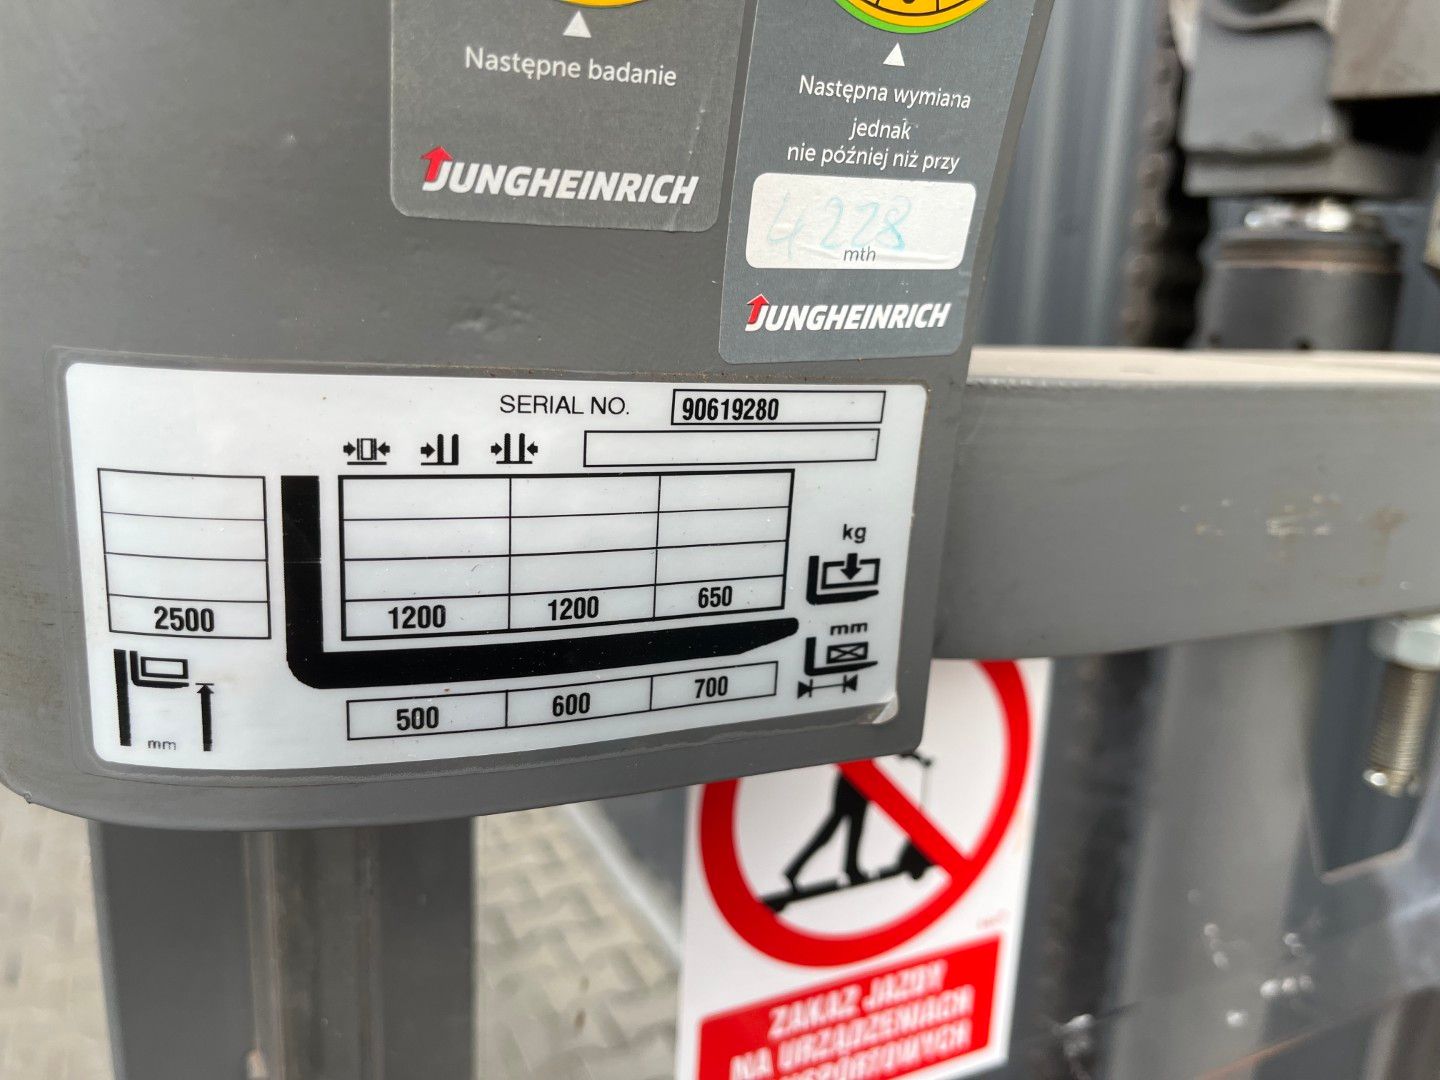 Następne badanie
JUNGHEINRICH
Następna wymiana
jednak
nie później niż przy
4228
mth
JUNGHEINRICH
SERIAL NO. 90619280
kg
2500 1200 1200 650
mm
500 600 700
mm
ZAKAZ JAZDY
NA URZĄDZENIACH